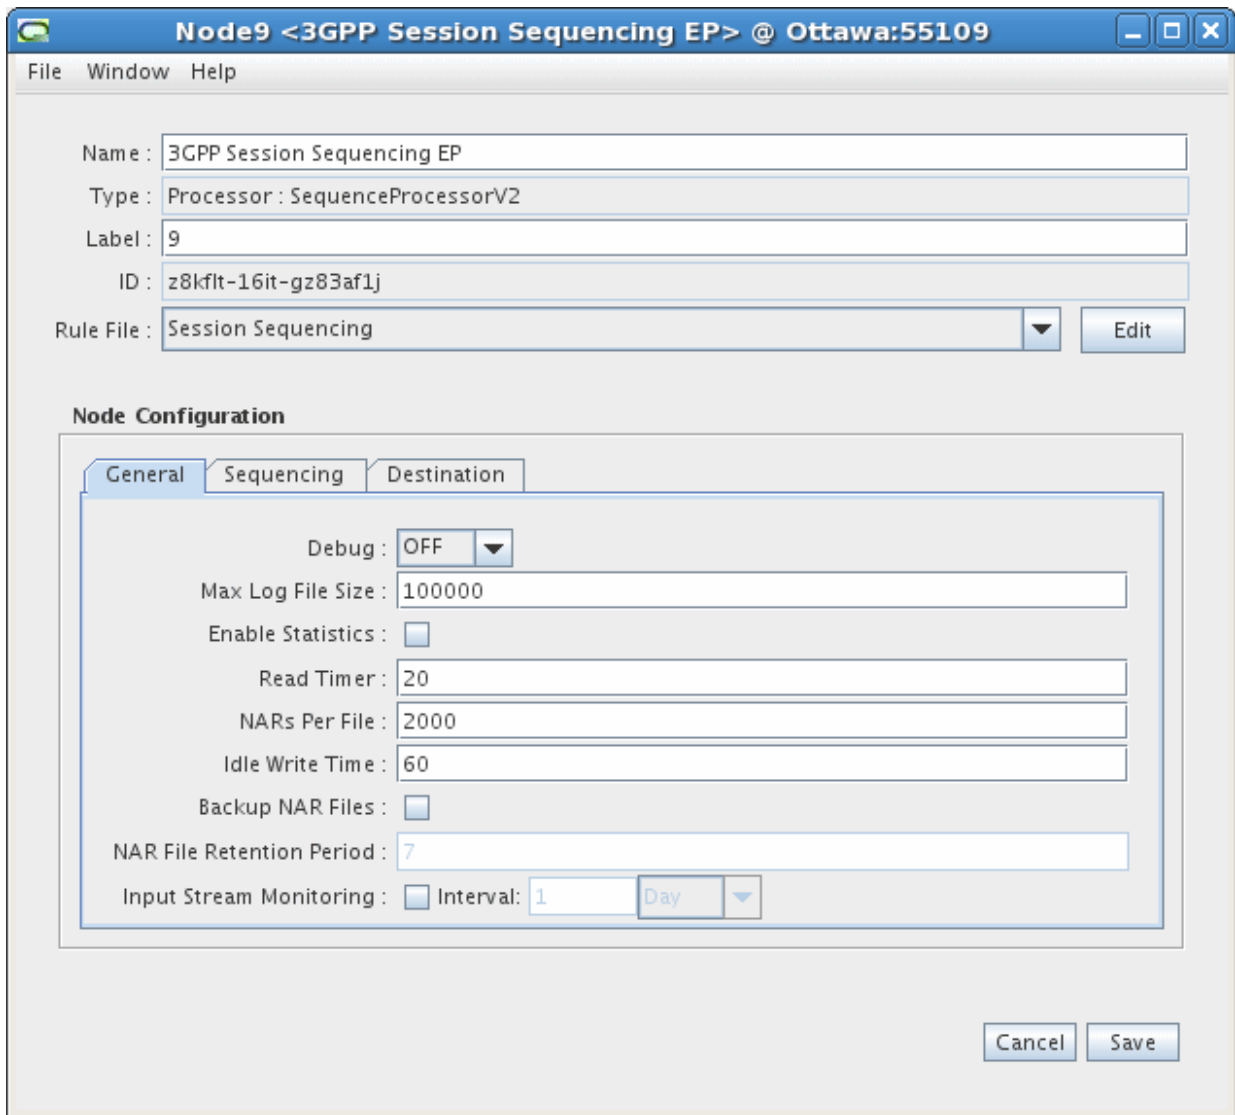 Node9 <3GPP Session Sequencing EP> @ Ottawa:55109
File Window Help
Name : 3GPP Session Sequencing EP
Type : Processor : SequenceProcessorV2
Label : 9
ID : z8kflt-16it-gz83af1j
Rule File : Session Sequencing Edit
Node Configuration
General Sequencing Destination
Debug : OFF
Max Log File Size : 100000
Enable Statistics :
Read Timer : 20
NARs Per File : 2000
Idle Write Time : 60
Backup NAR Files :
NAR File Retention Period : 7
Input Stream Monitoring : Interval: 1 Day
Cancel Save